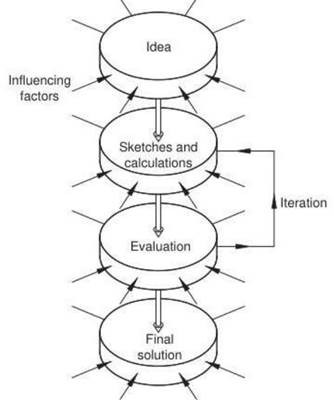 Idea
Influencing
factors
Sketches and
calculations
Iteration
Evaluation
Final
solution